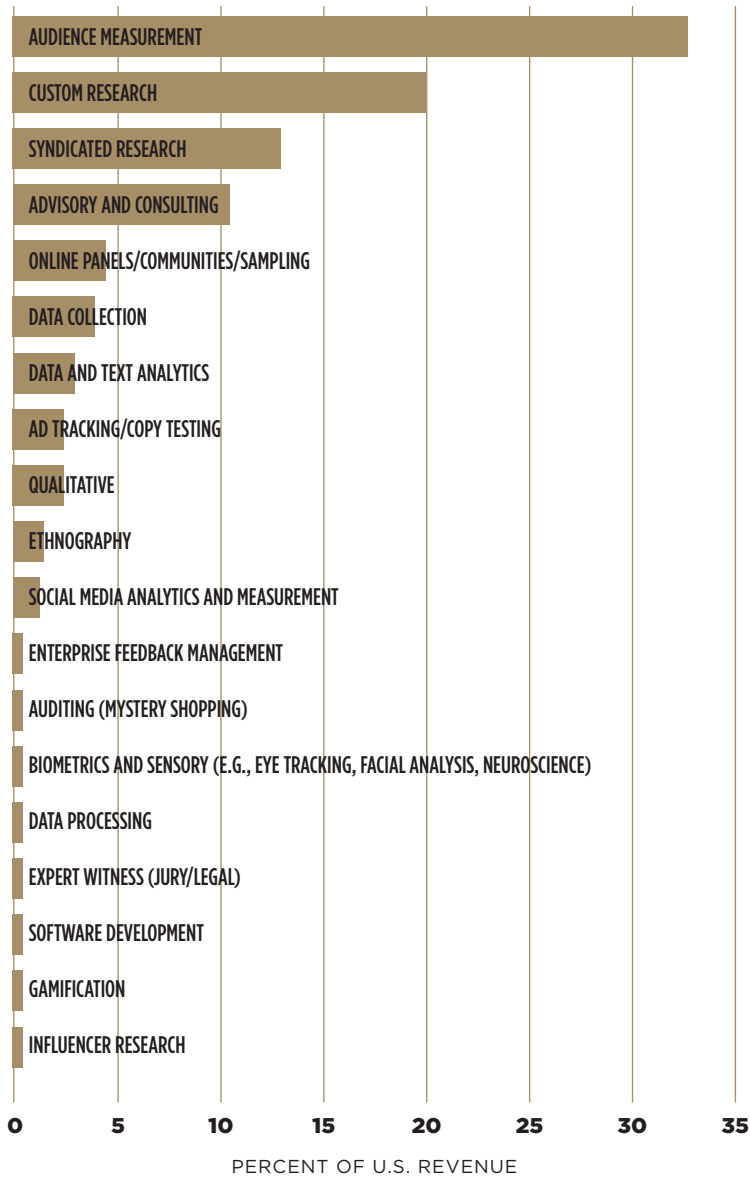 AUDIENCE MEASUREMENT
CUSTOM RESEARCH
SYNDICATED RESEARCH
ADVISORY AND CONSULTING
ONLINE PANELS/COMMUNITIES/SAMPLING
DATA COLLECTION
DATA AND TEXT ANALYTICS
AD TRACKING/COPY TESTING
QUALITATIVE
ETHNOGRAPHY
SOCIAL MEDIA ANALYTICS AND MEASUREMENT
ENTERPRISE FEEDBACK MANAGEMENT
AUDITING (MYSTERY SHOPPING)
BIOMETRICS AND SENSORY (E.G., EYE TRACKING, FACIAL ANALYSIS, NEUROSCIENCE)
DATA PROCESSING
EXPERT WITNESS (JURY/LEGAL)
SOFTWARE DEVELOPMENT
GAMIFICATION
INFLUENCER RESEARCH
0 5 10 15 20 25 30 35
PERCENT OF U.S. REVENUE